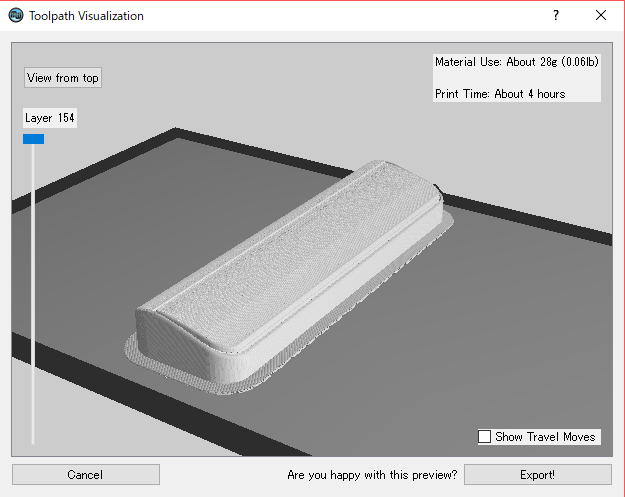 Toolpath Visualization
View from top
Material Use: About 28g (0.06lb)
Print Time: About 4 hours
Layer 154
Show Travel Moves
Cancel
Are you happy with this preview?
Export!